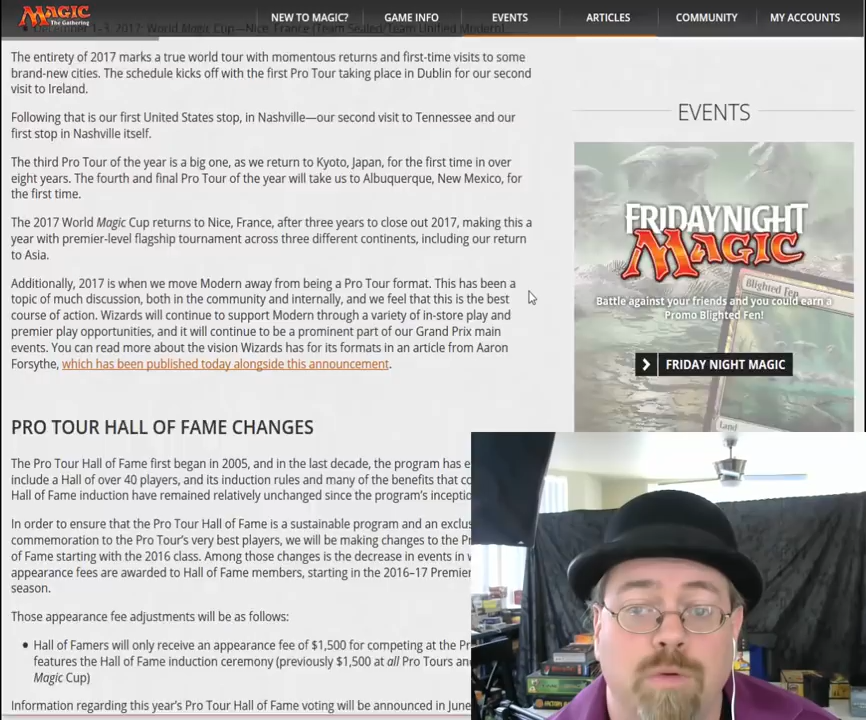 MAGIC
The Gathering
NEW TO MAGIC?
GAME INFO
EVENTS
ARTICLES
COMMUNITY
MY ACCOUNTS
December 1–3, 2017: World Magic Cup—Nice, France (Team Sealed/Team Unified Modern)
The entirety of 2017 marks a true world tour with momentous returns and first-time visits to some
brand-new cities. The schedule kicks off with the first Pro Tour taking place in Dublin for our second
visit to Ireland.
Following that is our first United States stop, in Nashville—our second visit to Tennessee and our
first stop in Nashville itself.
The third Pro Tour of the year is a big one, as we return to Kyoto, Japan, for the first time in over
eight years. The fourth and final Pro Tour of the year will take us to Albuquerque, New Mexico, for
the first time.
The 2017 World Magic Cup returns to Nice, France, after three years to close out 2017, making this a
year with premier-level flagship tournament across three different continents, including our return
to Asia.
Additionally, 2017 is when we move Modern away from being a Pro Tour format. This has been a
topic of much discussion, both in the community and internally, and we feel that this is the best
course of action. Wizards will continue to support Modern through a variety of in-store play and
premier play opportunities, and it will continue to be a prominent part of our Grand Prix main
events. You can read more about the vision Wizards has for its formats in an article from Aaron
Forsythe, which has been published today alongside this announcement.
PRO TOUR HALL OF FAME CHANGES
The Pro Tour Hall of Fame first began in 2005, and in the last decade, the program has e
include a Hall of over 40 players, and its induction rules and many of the benefits that co
Hall of Fame induction have remained relatively unchanged since the program's inceptio
In order to ensure that the Pro Tour Hall of Fame is a sustainable program and an exclus
commemoration to the Pro Tour's very best players, we will be making changes to the Pr
of Fame starting with the 2016 class. Among those changes is the decrease in events in w
appearance fees are awarded to Hall of Fame members, starting in the 2016–17 Premier
season.
Those appearance fee adjustments will be as follows:
Hall of Famers will only receive an appearance fee of $1,500 for competing at the Pr
features the Hall of Fame induction ceremony (previously $1,500 at all Pro Tours and
Magic Cup)
Information regarding this year's Pro Tour Hall of Fame voting will be announced in June
EVENTS
FRIDAY NIGHT
MAGIC
Blighted Fen
Battle against your friends and you could earn a
Promo Blighted Fen!
FRIDAY NIGHT MAGIC
Land